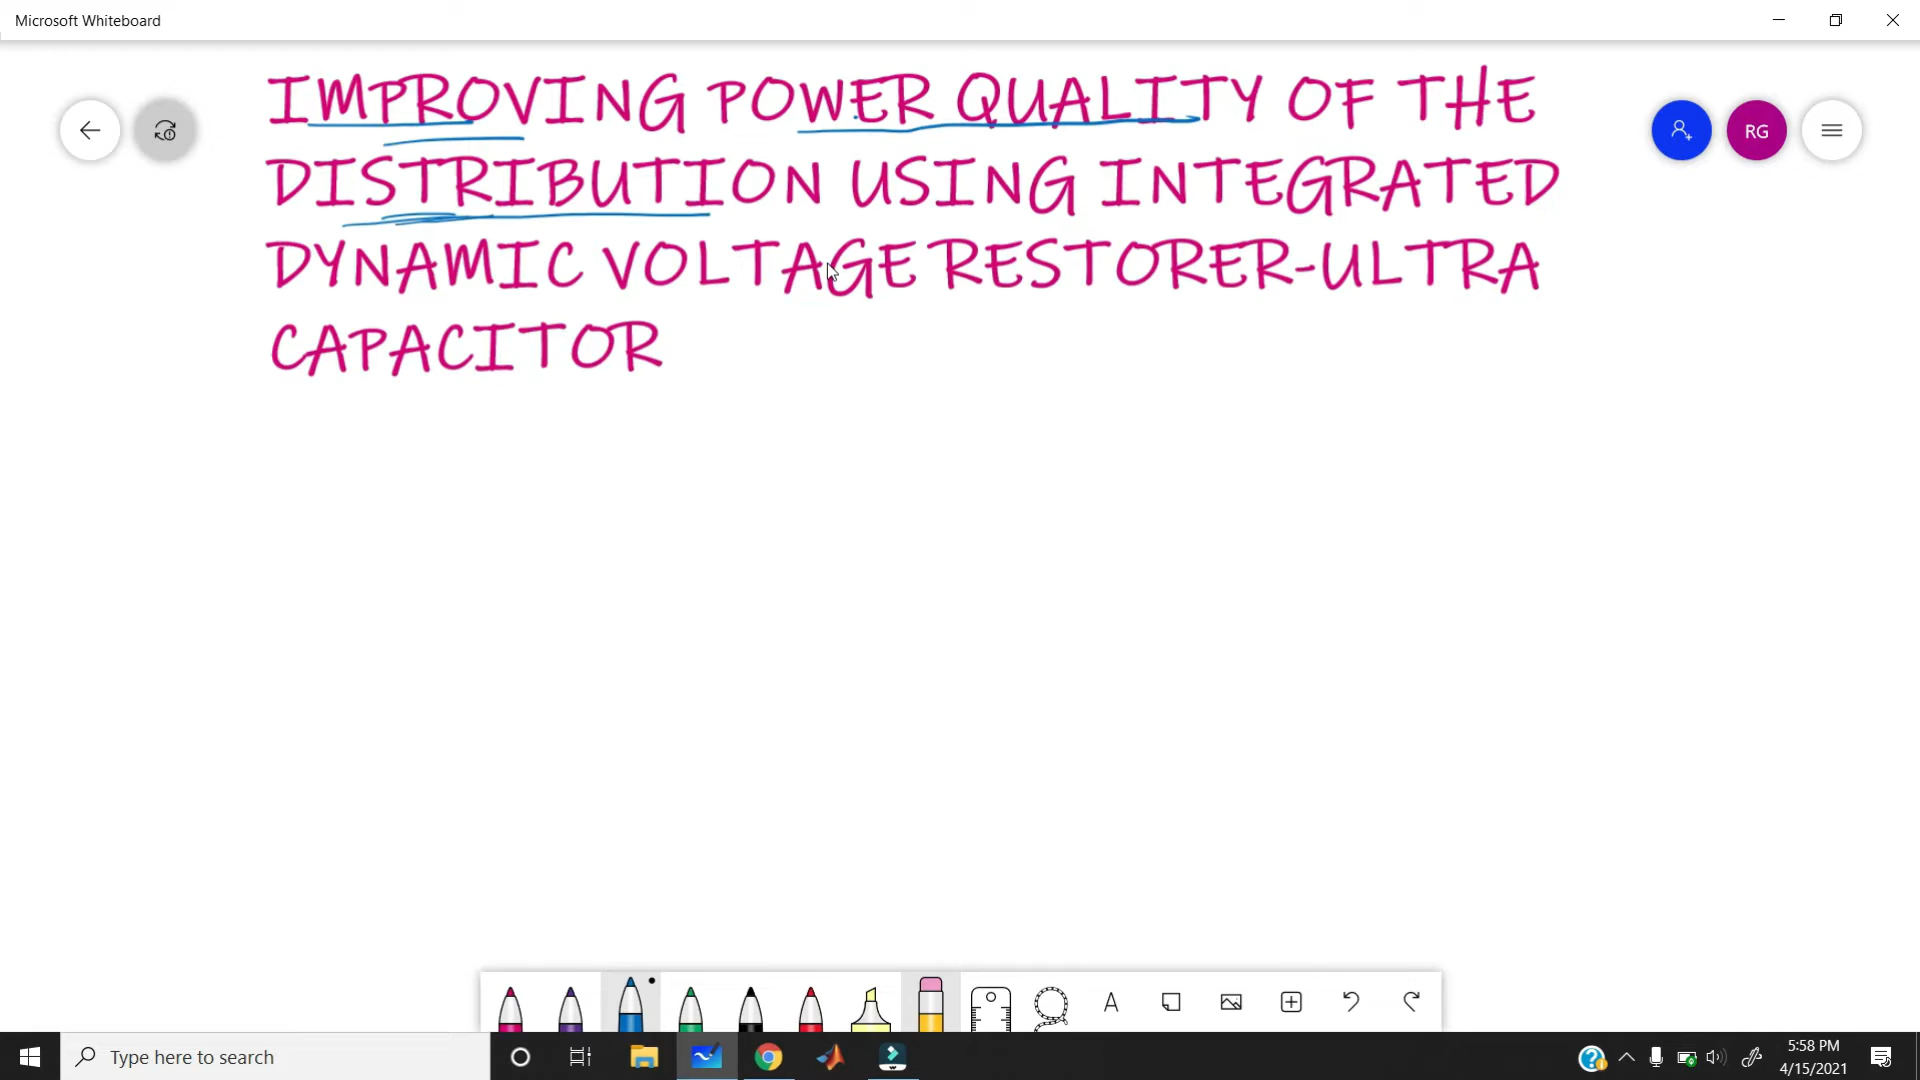 Microsoft Whiteboard
IMPROVING POWER QUALITY OF THE
DISTRIBUTION USING INTEGRATED
DYNAMIC VOLTAGE RESTORER-ULTRA
CAPACITOR
RG
A
Type here to search
5:58 PM
4/15/2021